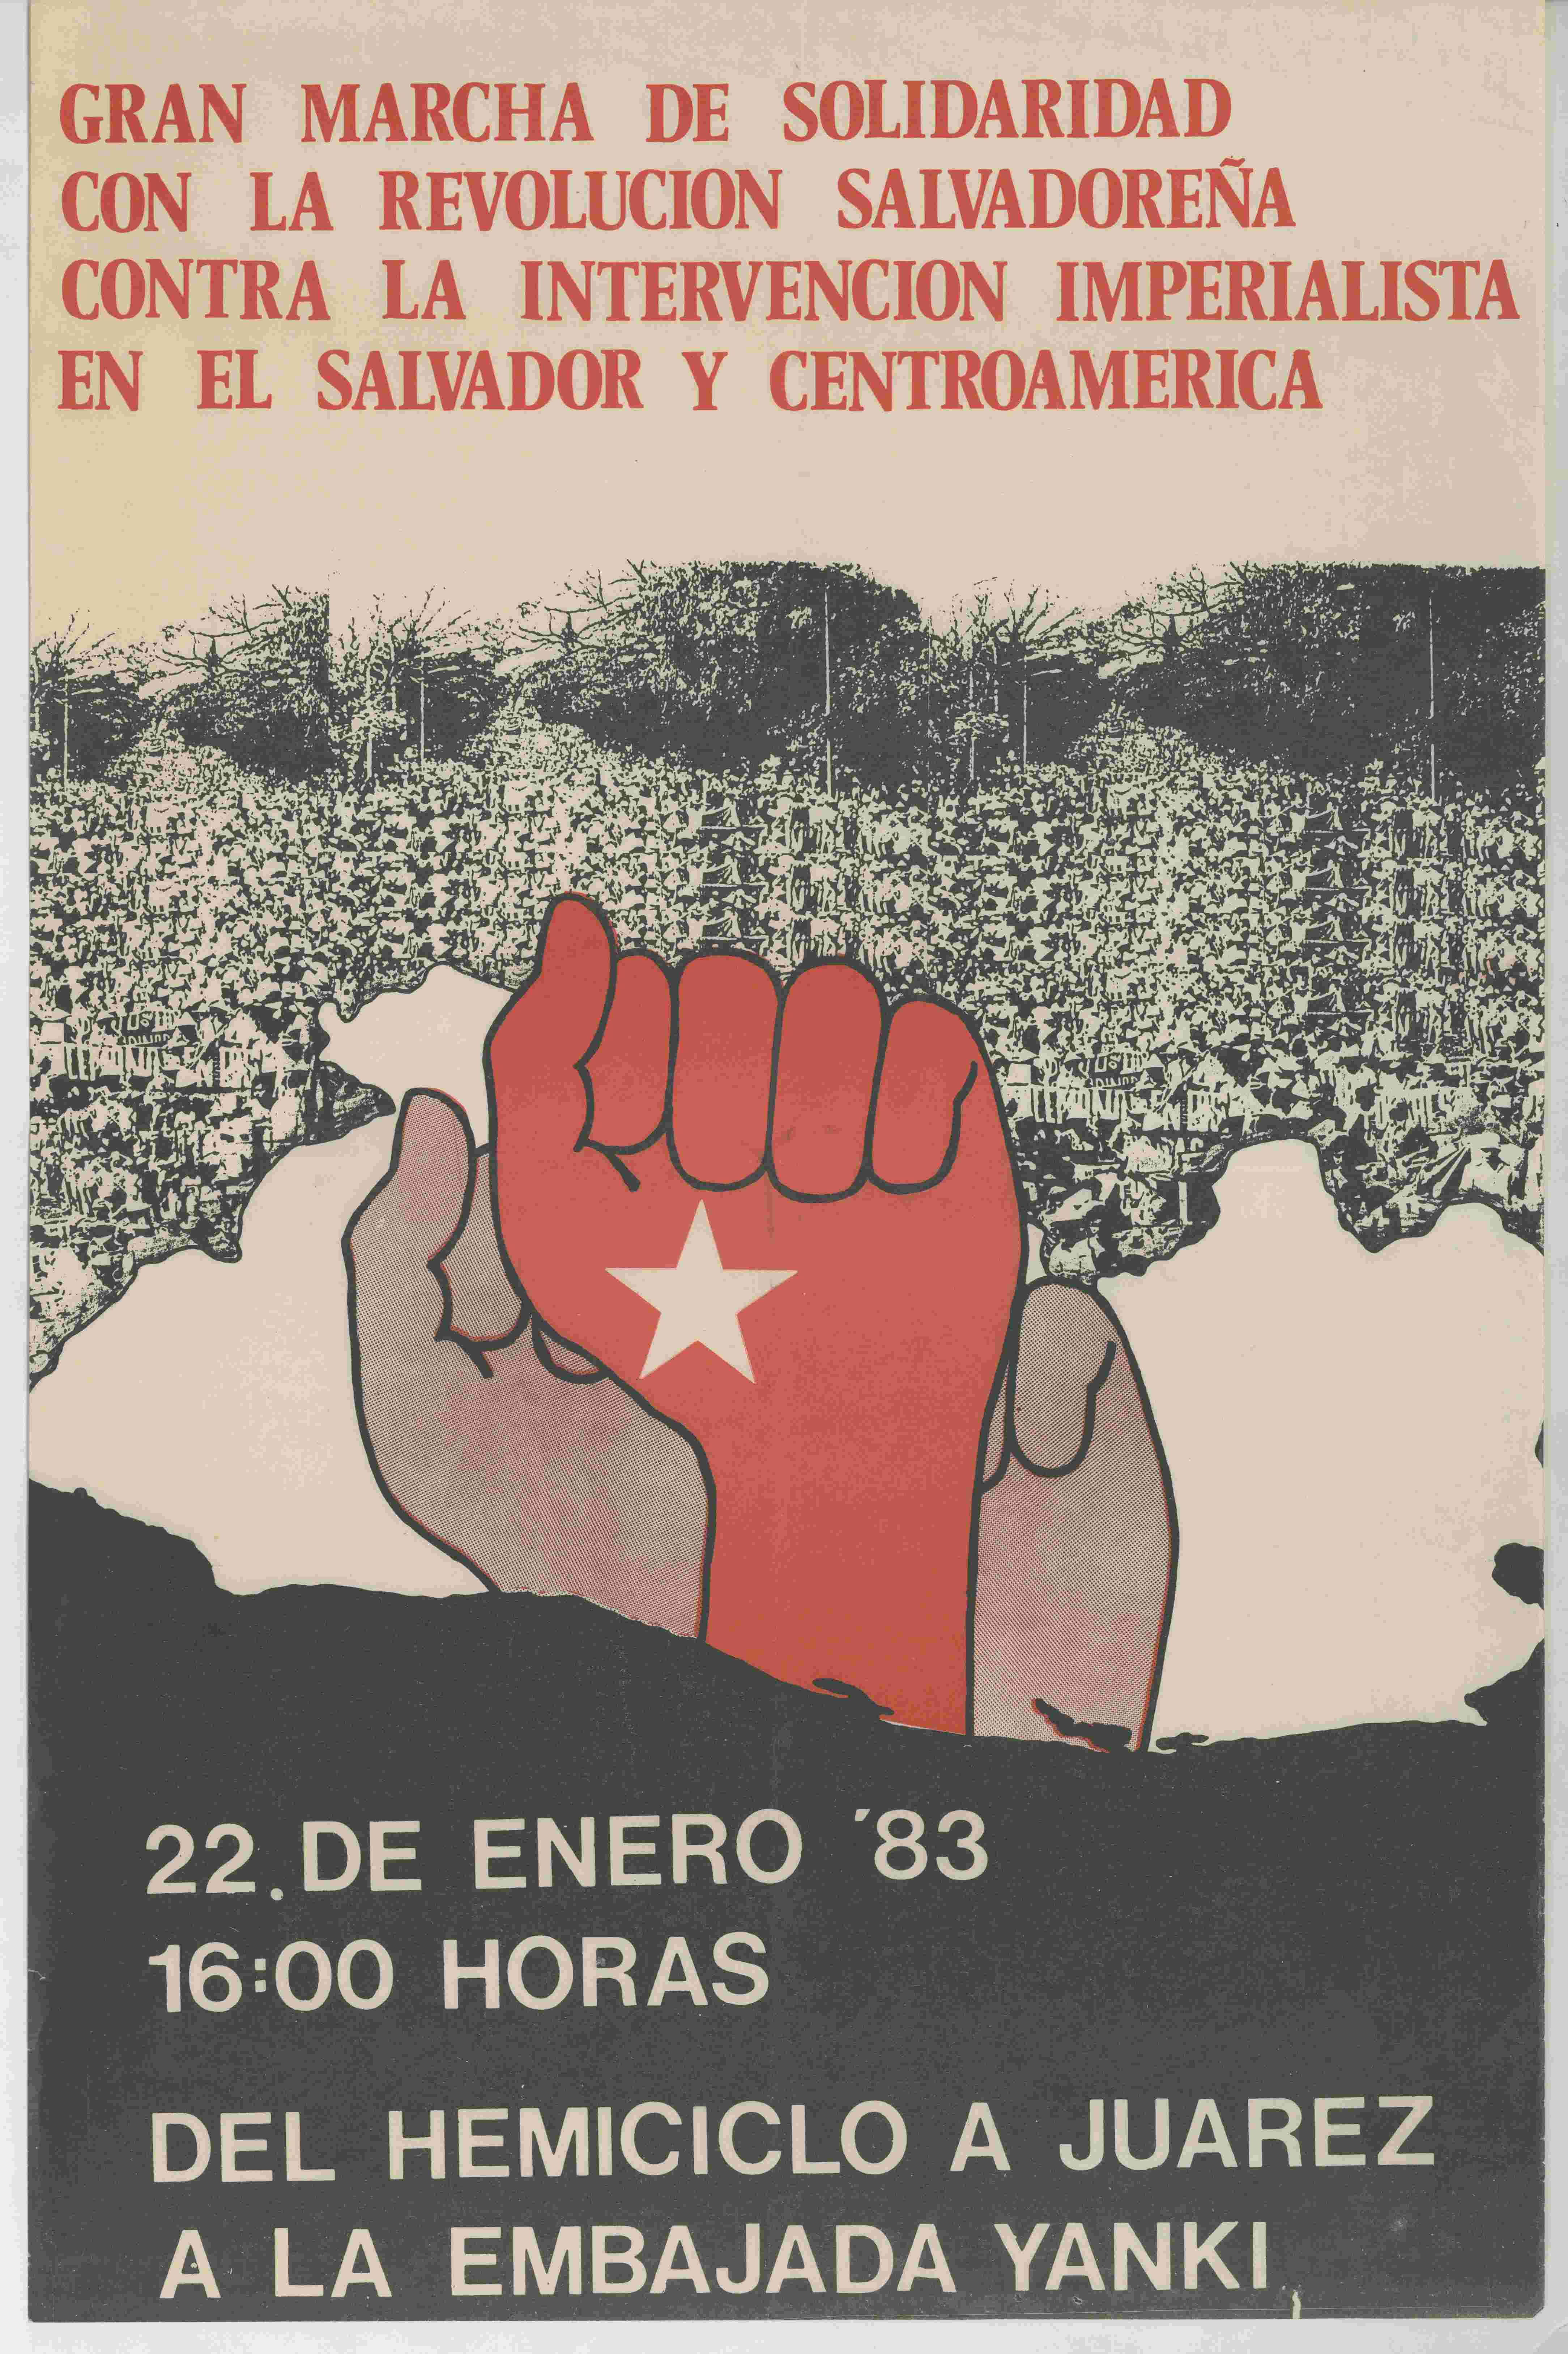 GRAN MARCHA DE SOLIDARIDAD
CON LA REVOLUCION SALVADOREÑA
CONTRA LA INTERVENCION IMPERIALISTA
EN EL SALVADOR Y CENTROAMERICA
22. DE ENERO '83
16:00 HORAS
DEL HEMICICLO A JUAREZ
A LA EMBAJADA YANKI